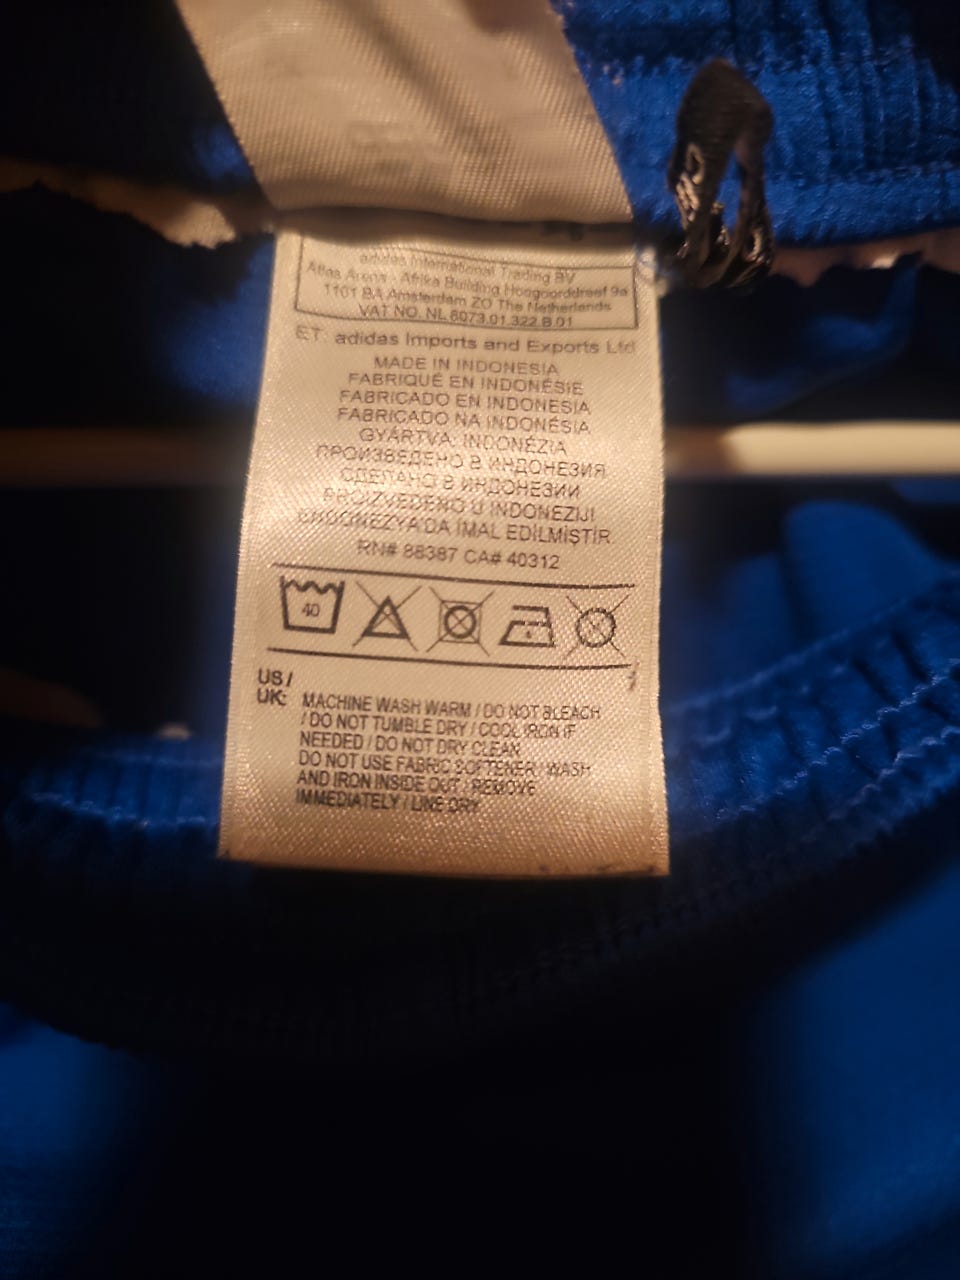 adidas International Trading BV
Atlas Arena - Afrika Building Hoogoorddreef 9a
1101 BA Amsterdam ZO The Netherlands
VAT NO. NL 8073.01.322.B.01
ET: adidas Imports and Exports Ltd
MADE IN INDONESIA
FABRIQUÉ EN INDONÉSIE
FABRICADO EN INDONESIA
FABRICADO NA INDONÉSIA
GYÁRTVA: INDONÉZIA
ПРОИЗВЕДЕНО В ИНДОНЕЗИЯ
СДЕЛАНО В ИНДОНЕЗИИ
PROIZVEDENO U INDONEZIJI
ENDONEZYA'DA İMAL EDİLMİŞTİR
RN# 88387 CA# 40312
40
US /
UK: MACHINE WASH WARM / DO NOT BLEACH
/ DO NOT TUMBLE DRY / COOL IRON IF
NEEDED / DO NOT DRY CLEAN
DO NOT USE FABRIC SOFTENER / WASH
AND IRON INSIDE OUT / REMOVE
IMMEDIATELY / LINE DRY